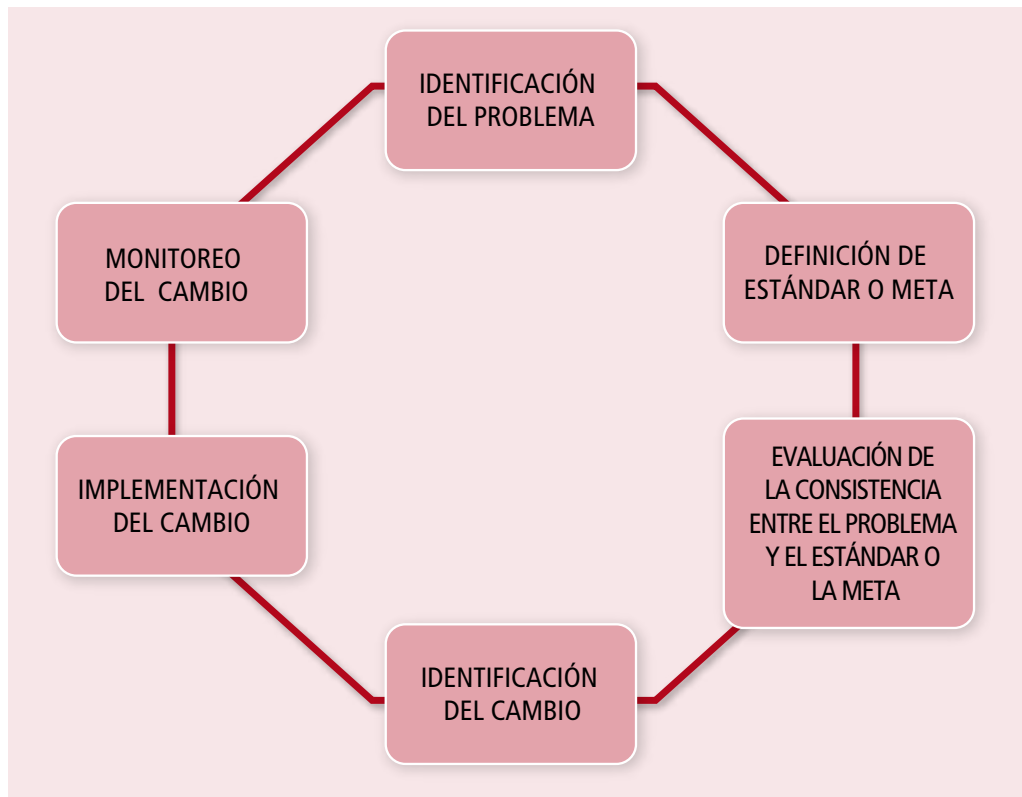 IDENTIFICACIÓN
DEL PROBLEMA
DEFINICIÓN DE
ESTÁNDAR O META
EVALUACIÓN DE
LA CONSISTENCIA
ENTRE EL PROBLEMA
Y EL ESTÁNDAR O
LA META
IDENTIFICACIÓN
DEL CAMBIO
IMPLEMENTACIÓN
DEL CAMBIO
MONITOREO
DEL CAMBIO